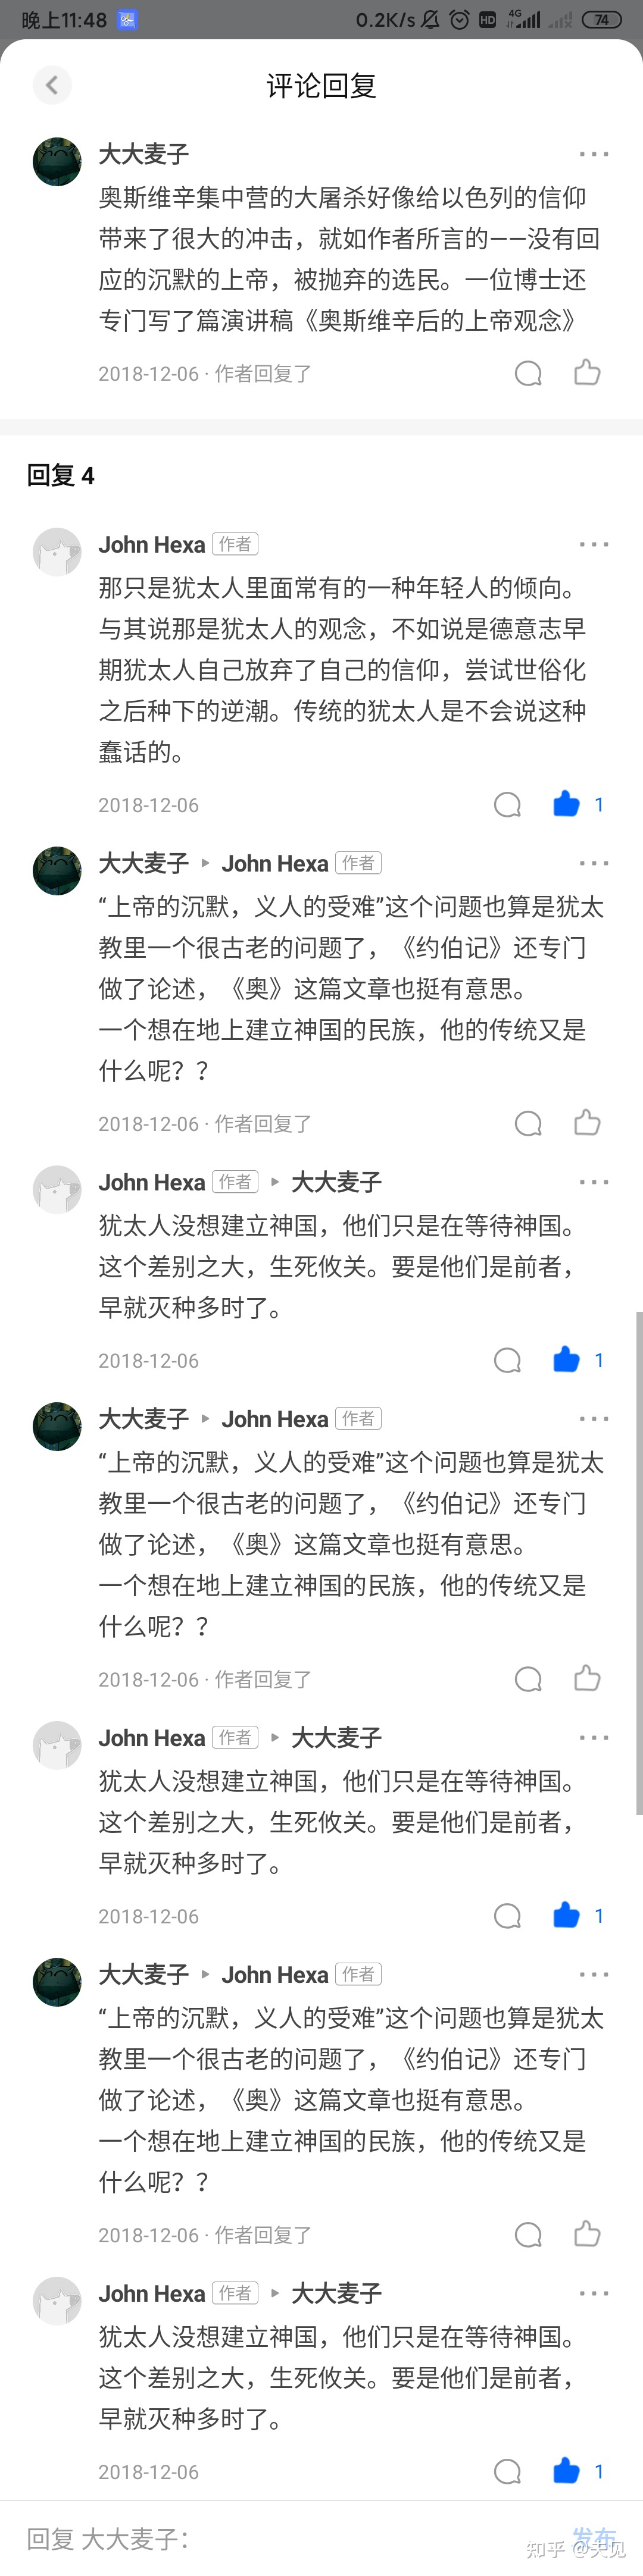 晚上11:48
0.2K/s
HD
4G
74
评论回复
大大麦子
奥斯维辛集中营的大屠杀好像给以色列的信仰
带来了很大的冲击，就如作者所言的——没有回
应的沉默的上帝，被抛弃的选民。一位博士还
专门写了篇演讲稿《奥斯维辛后的上帝观念》
2018-12-06 · 作者回复了
回复 4
John Hexa 作者
那只是犹太人里面常有的一种年轻人的倾向。
与其说那是犹太人的观念，不如说是德意志早
期犹太人自己放弃了自己的信仰，尝试世俗化
之后种下的逆潮。传统的犹太人是不会说这种
蠢话的。
2018-12-06 1
大大麦子 ▸ John Hexa 作者
“上帝的沉默，义人的受难”这个问题也算是犹太
教里一个很古老的问题了，《约伯记》还专门
做了论述，《奥》这篇文章也挺有意思。
一个想在地上建立神国的民族，他的传统又是
什么呢？？
2018-12-06 · 作者回复了
John Hexa 作者 ▸ 大大麦子
犹太人没想建立神国，他们只是在等待神国。
这个差别之大，生死攸关。要是他们是前者，
早就灭种多时了。
2018-12-06 1
大大麦子 ▸ John Hexa 作者
“上帝的沉默，义人的受难”这个问题也算是犹太
教里一个很古老的问题了，《约伯记》还专门
做了论述，《奥》这篇文章也挺有意思。
一个想在地上建立神国的民族，他的传统又是
什么呢？？
2018-12-06 · 作者回复了
John Hexa 作者 ▸ 大大麦子
犹太人没想建立神国，他们只是在等待神国。
这个差别之大，生死攸关。要是他们是前者，
早就灭种多时了。
2018-12-06 1
大大麦子 ▸ John Hexa 作者
“上帝的沉默，义人的受难”这个问题也算是犹太
教里一个很古老的问题了，《约伯记》还专门
做了论述，《奥》这篇文章也挺有意思。
一个想在地上建立神国的民族，他的传统又是
什么呢？？
2018-12-06 · 作者回复了
John Hexa 作者 ▸ 大大麦子
犹太人没想建立神国，他们只是在等待神国。
这个差别之大，生死攸关。要是他们是前者，
早就灭种多时了。
2018-12-06 1
回复 大大麦子： 发布
知乎 @夫见